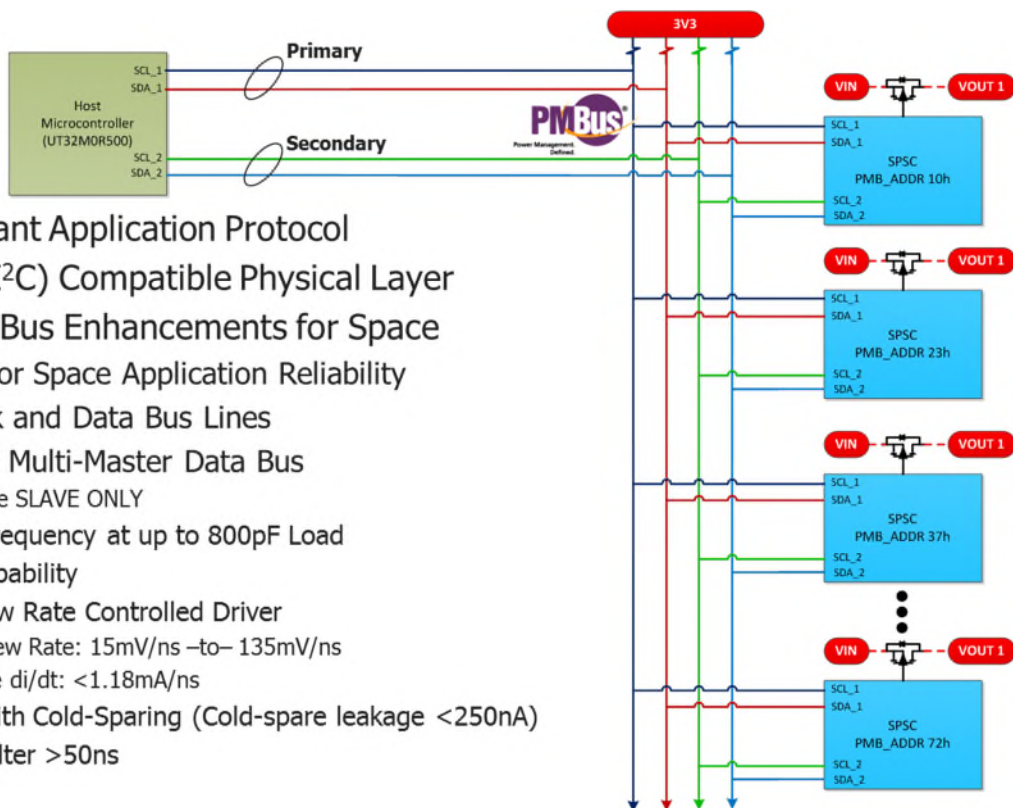 3V3
Primary
SCL_1
SDA_1
Host
Microcontroller
(UT32M0R500)
SCL_2
SDA_2
Secondary
PMBus®
Power Management.
Defined.
ant Application Protocol
²C) Compatible Physical Layer
Bus Enhancements for Space
or Space Application Reliability
and Data Bus Lines
Multi-Master Data Bus
SLAVE ONLY
requency at up to 800pF Load
pability
w Rate Controlled Driver
ew Rate: 15mV/ns –to– 135mV/ns
e di/dt: <1.18mA/ns
ith Cold-Sparing (Cold-spare leakage <250nA)
lter >50ns
VIN
VOUT 1
SCL_1
SDA_1
SPSC
PMB_ADDR 10h
SCL_2
SDA_2
VIN
VOUT 1
SCL_1
SDA_1
SPSC
PMB_ADDR 23h
SCL_2
SDA_2
VIN
VOUT 1
SCL_1
SDA_1
SPSC
PMB_ADDR 37h
SCL_2
SDA_2
VIN
VOUT 1
SCL_1
SDA_1
SPSC
PMB_ADDR 72h
SCL_2
SDA_2